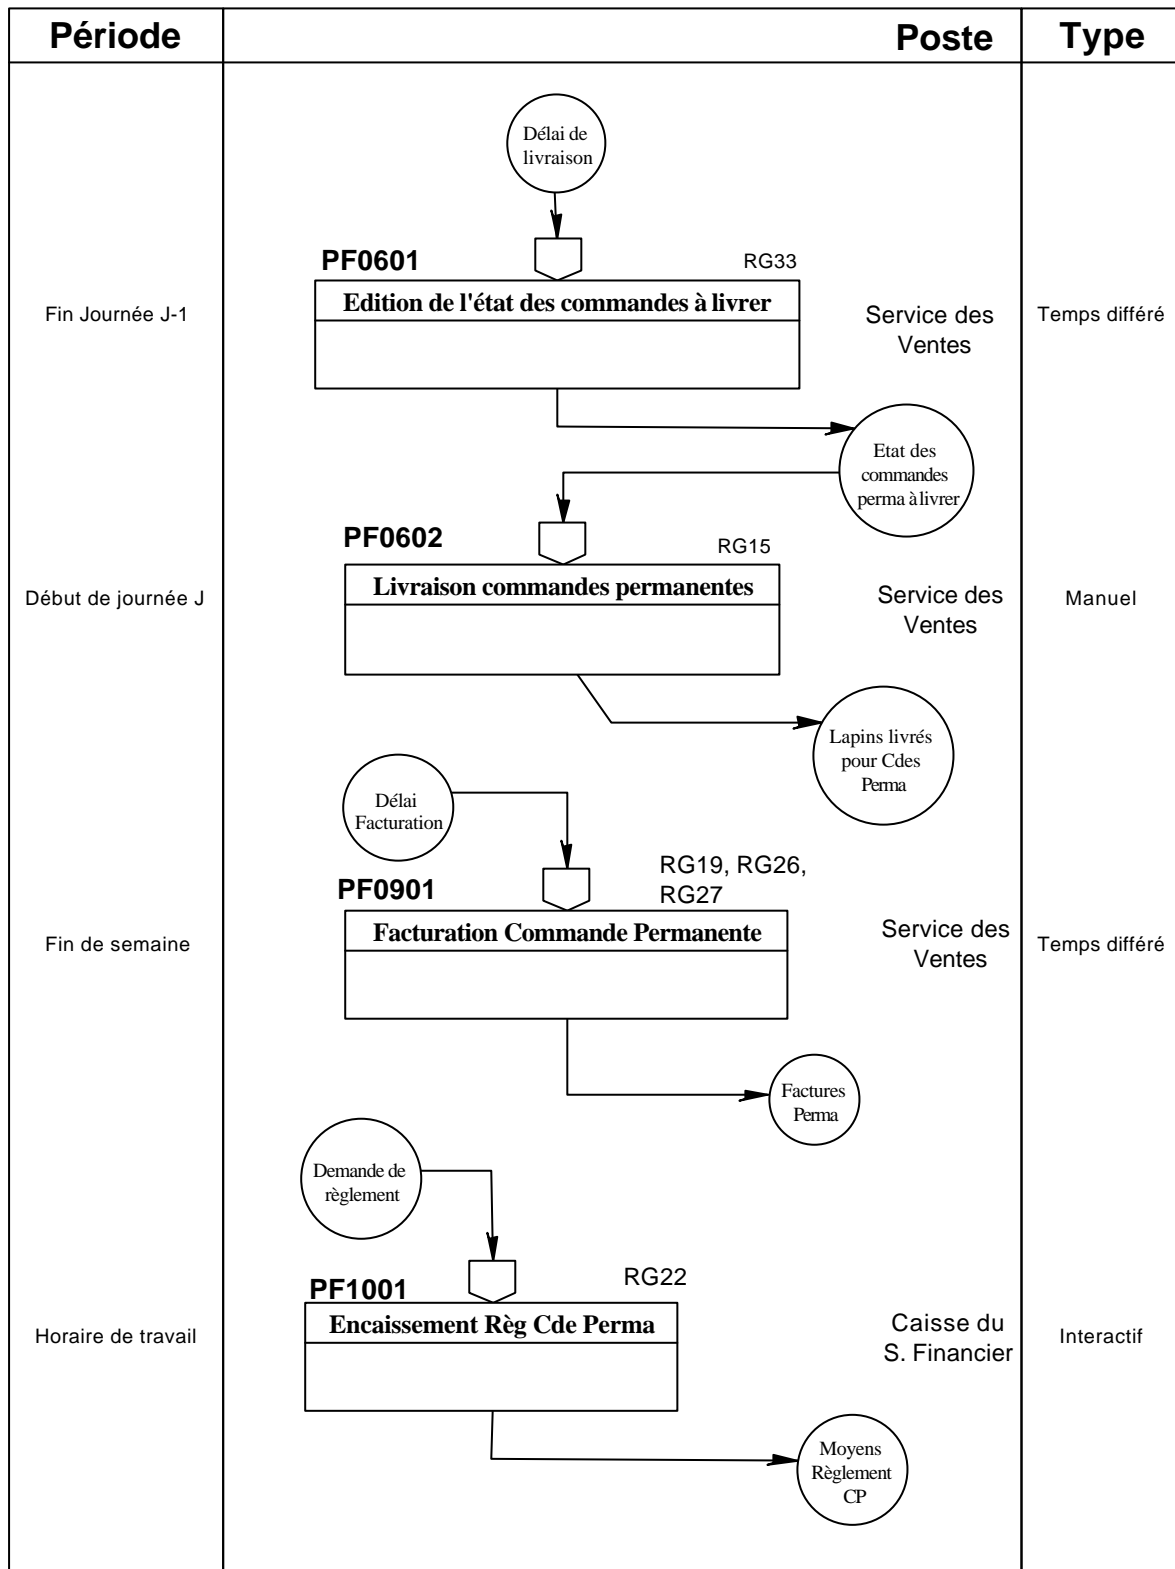 Période
Poste
Type
Délai de
livraison
PF0601
RG33
Edition de l'état des commandes à livrer
Fin Journée J-1
Service des
Ventes
Temps différé
Etat des
commandes
perma à livrer
PF0602
RG15
Livraison commandes permanentes
Début de journée J
Service des
Ventes
Manuel
Lapins livrés
pour Cdes
Perma
Délai
Facturation
RG19, RG26,
RG27
PF0901
Facturation Commande Permanente
Fin de semaine
Service des
Ventes
Temps différé
Factures
Perma
Demande de
règlement
PF1001
RG22
Encaissement Règ Cde Perma
Horaire de travail
Caisse du
S. Financier
Interactif
Moyens
Règlement
CP